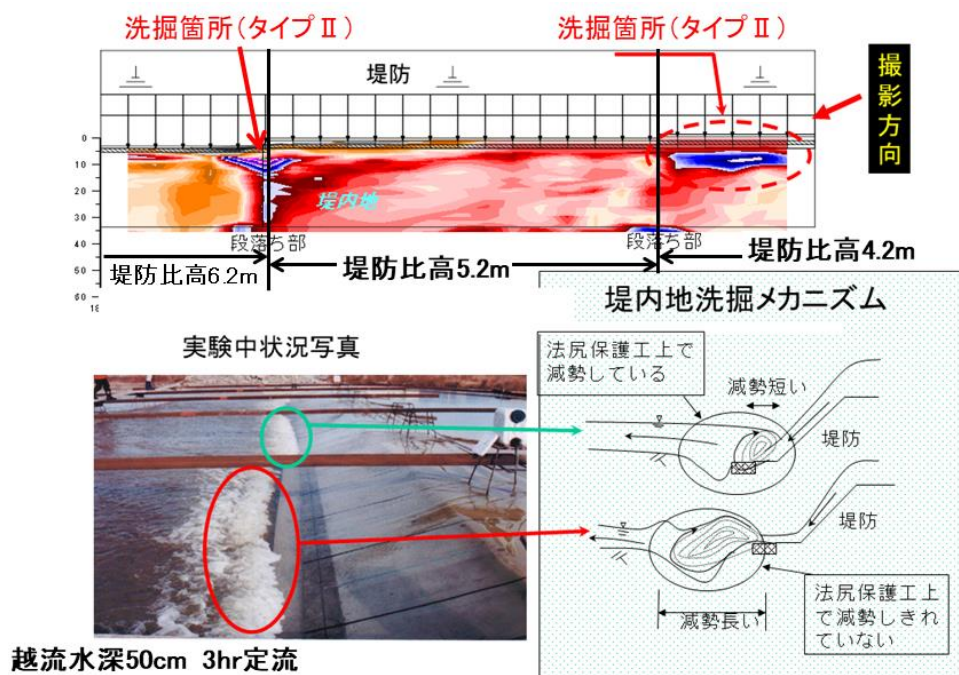 洗掘箇所(タイプⅡ)
洗掘箇所(タイプⅡ)
堤防
撮影方向
0
5
10
20
30
40
50
60
18
堤内地
段落ち部
段落ち部
堤防比高6.2m
堤防比高5.2m
堤防比高4.2m
堤内地洗掘メカニズム
実験中状況写真
法尻保護工上で
減勢している
減勢短い
堤防
堤防
減勢長い
法尻保護工上
で減勢しきれ
ていない
越流水深50cm 3hr定流